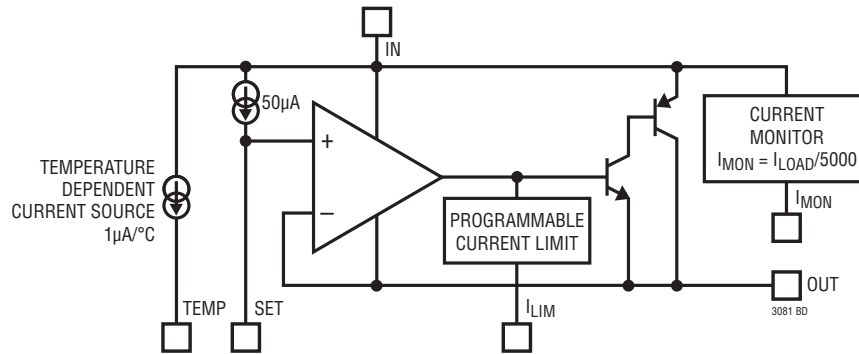 IN
50µA
+
−
TEMPERATURE
DEPENDENT
CURRENT SOURCE
1µA/°C
PROGRAMMABLE
CURRENT LIMIT
CURRENT
MONITOR
IMON = ILOAD/5000
IMON
OUT
3081 BD
TEMP
SET
ILIM